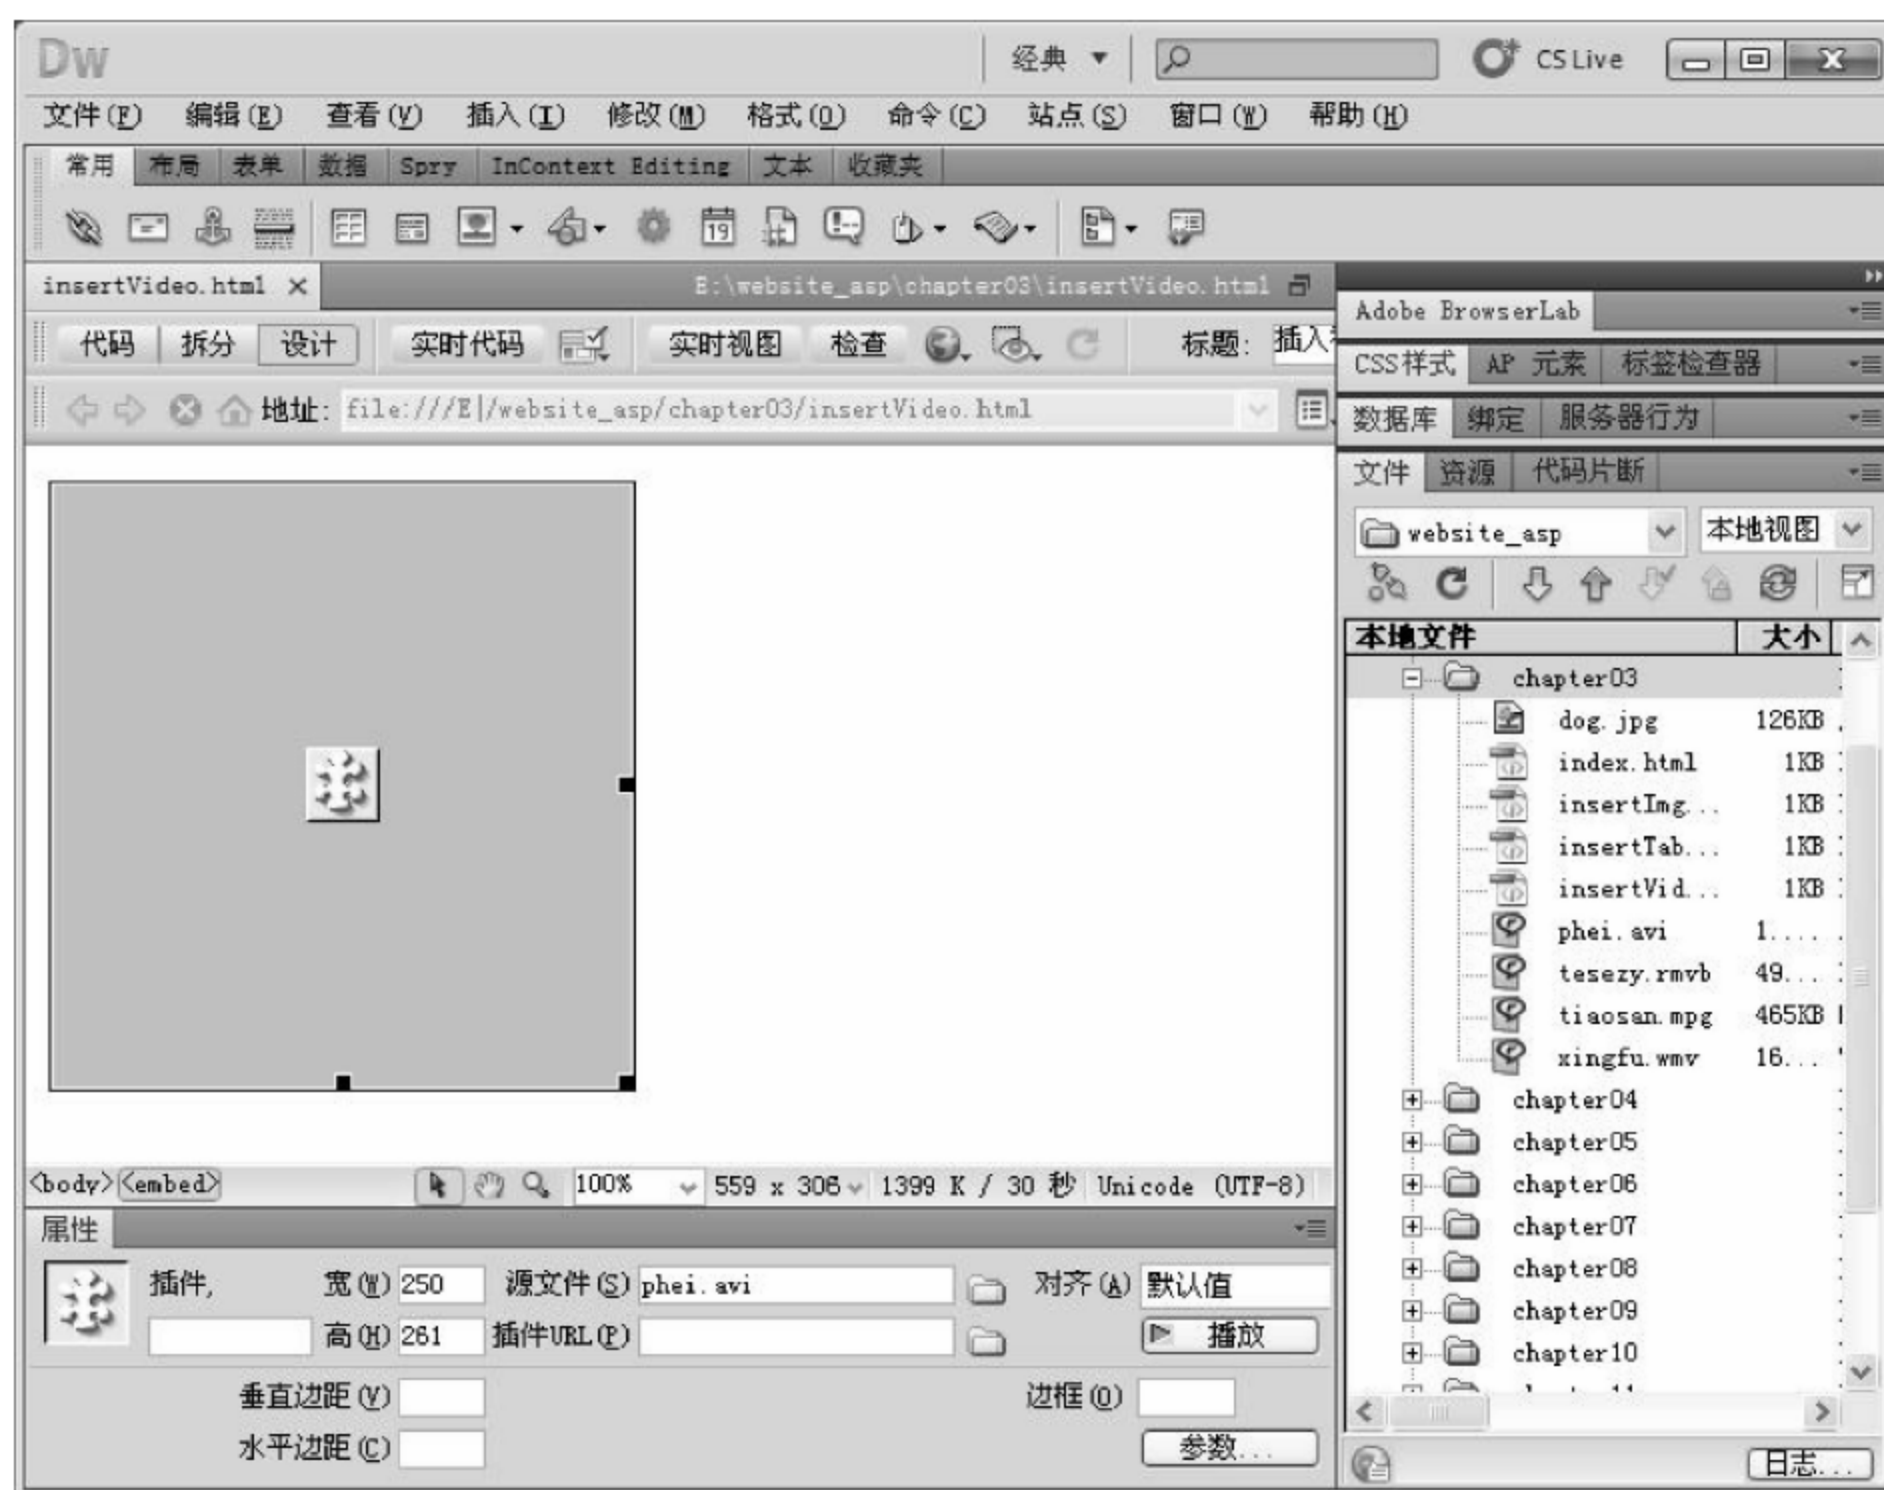 Dw 经典 CS Live
文件(F) 编辑(E) 查看(V) 插入(I) 修改(M) 格式(O) 命令(C) 站点(S) 窗口(W) 帮助(H)
常用 布局 表单 数据 Spry InContext Editing 文本 收藏夹
19
insertVideo.html E:\website_asp\chapter03\insertVideo.html
代码 拆分 设计 实时代码 实时视图 检查 标题: 插入
地址: file:///E|/website_asp/chapter03/insertVideo.html
<body> <embed> 100% 559 x 306 1399 K / 30 秒 Unicode (UTF-8)
属性
插件, 宽(W) 250 源文件(S) phei.avi 对齐(A) 默认值
高(H) 261 插件URL(P) 播放
垂直边距(V) 边框(O)
水平边距(C) 参数...
Adobe BrowserLab
CSS样式 AP 元素 标签检查器
数据库 绑定 服务器行为
文件 资源 代码片断
website_asp 本地视图
本地文件 大小
chapter03
dog.jpg 126KB
index.html 1KB
insertImg... 1KB
insertTab... 1KB
insertVid... 1KB
phei.avi 1....
tesezy.rmvb 49...
tiaosan.mpg 465KB
xingfu.wmv 16...
chapter04
chapter05
chapter06
chapter07
chapter08
chapter09
chapter10
日志...